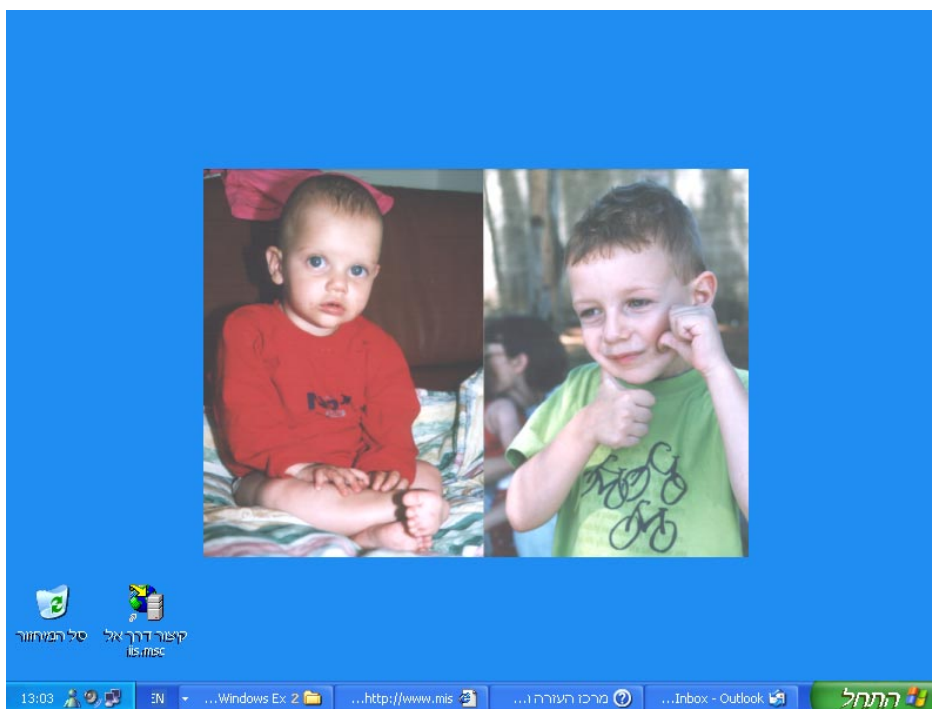 סל המיחזור
קיצור דרך אל
iis.msc
התחל
Inbox - Outlook...
מרכז העזרה ו...
http://www.mis...
2 Windows Ex...
EN
13:03